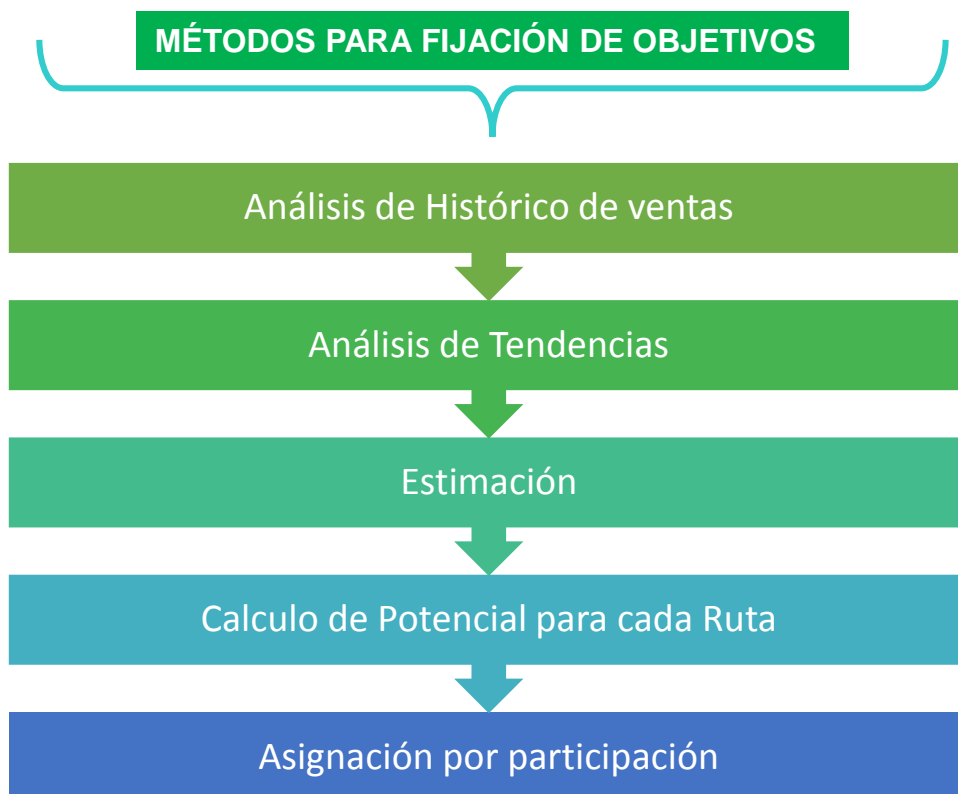 MÉTODOS PARA FIJACIÓN DE OBJETIVOS
Análisis de Histórico de ventas
Análisis de Tendencias
Estimación
Calculo de Potencial para cada Ruta
Asignación por participación